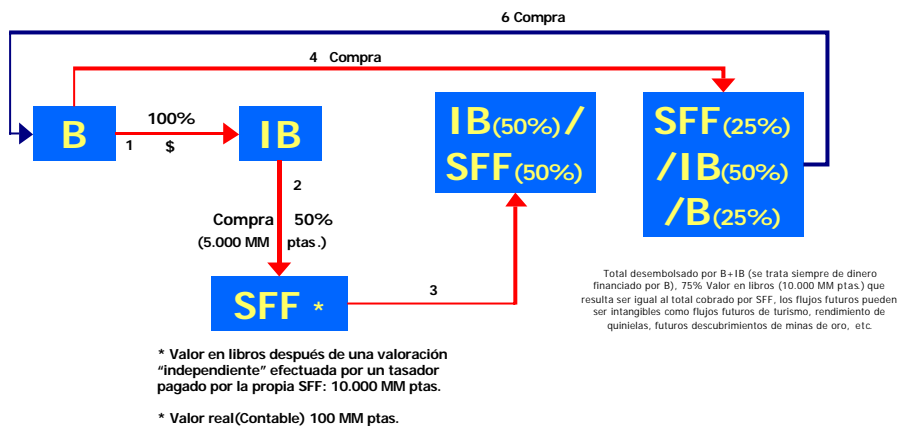 6 Compra
4 Compra
B
100%
1 $
IB
IB(50%) /
SFF(50%)
SFF(25%)
/IB(50%)
/B(25%)
2
Compra 50%
(5.000 MM ptas.)
SFF *
3
Total desembolsado por B+IB (se trata siempre de dinero
financiado por B), 75% Valor en libros (10.000 MM ptas.) que
resulta ser igual al total cobrado por SFF, los flujos futuros pueden
ser intangibles como flujos futuros de turismo, rendimiento de
quinielas, futuros descubrimientos de minas de oro, etc.
* Valor en libros después de una valoración
“independiente” efectuada por un tasador
pagado por la propia SFF: 10.000 MM ptas.
* Valor real(Contable) 100 MM ptas.